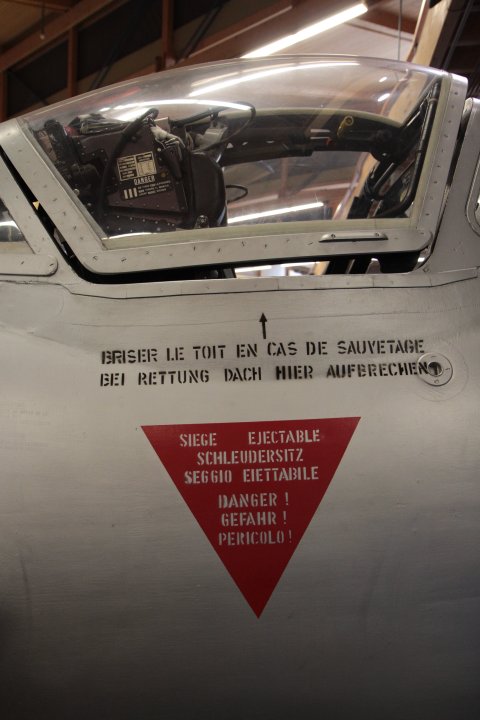 DANGER
BRISER LE TOIT EN CAS DE SAUVETAGE
BEI RETTUNG DACH HIER AUFBRECHEN
SIEGE EJECTABLE
SCHLEUDERSITZ
SEGGIO EIETTABILE
DANGER !
GEFAHR !
PERICOLO !